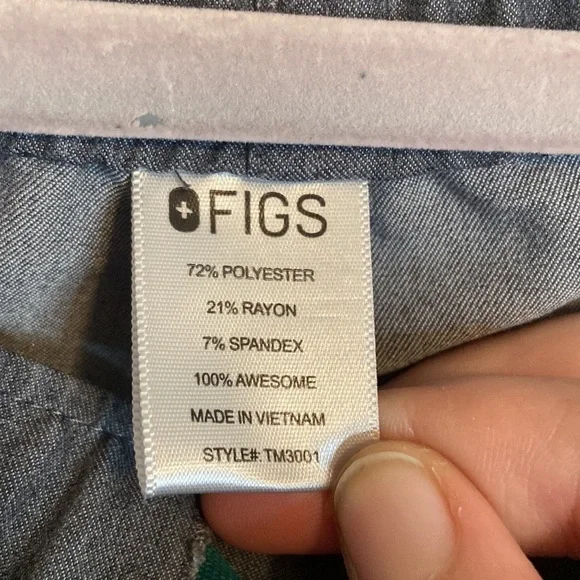 FIGS
72% POLYESTER
21% RAYON
7% SPANDEX
100% AWESOME
MADE IN VIETNAM
STYLE#: TM3001